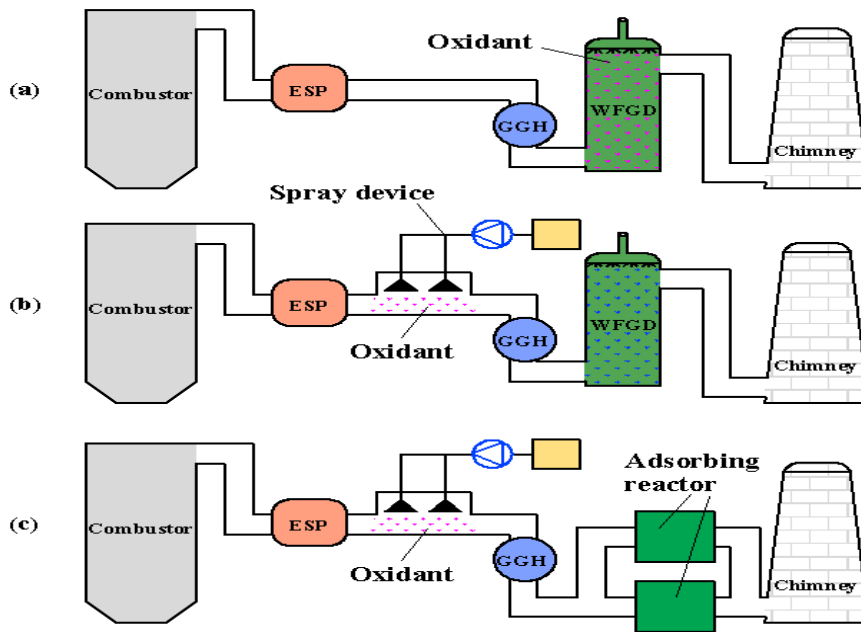 (a)
Combustor
ESP
GGH
Oxidant
WFGD
Chimney
(b)
Combustor
ESP
Spray device
Oxidant
GGH
WFGD
Chimney
(c)
Combustor
ESP
Oxidant
GGH
Adsorbing
reactor
Chimney